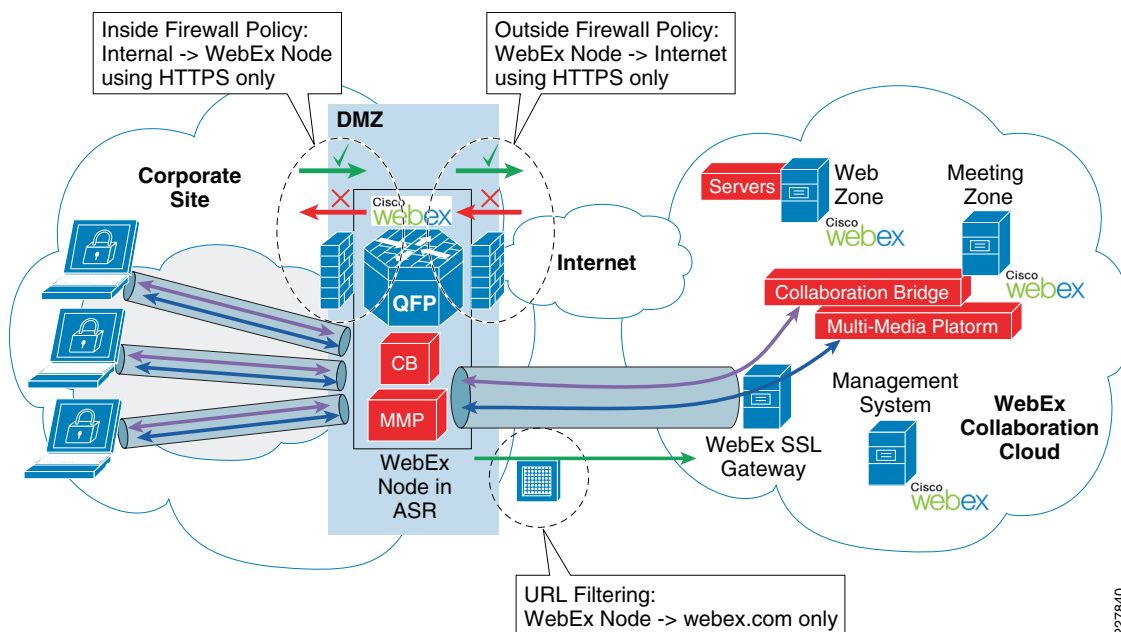 Inside Firewall Policy:
Internal -> WebEx Node
using HTTPS only
Outside Firewall Policy:
WebEx Node -> Internet
using HTTPS only
DMZ
Corporate
Site
Cisco
webex
QFP
CB
MMP
WebEx
Node in
ASR
Internet
Servers
Web
Zone
Cisco
webex
Meeting
Zone
Cisco
webex
Collaboration Bridge
Multi-Media Platorm
Management
System
Cisco
webex
WebEx
Collaboration
Cloud
WebEx SSL
Gateway
URL Filtering:
WebEx Node -> webex.com only
227840